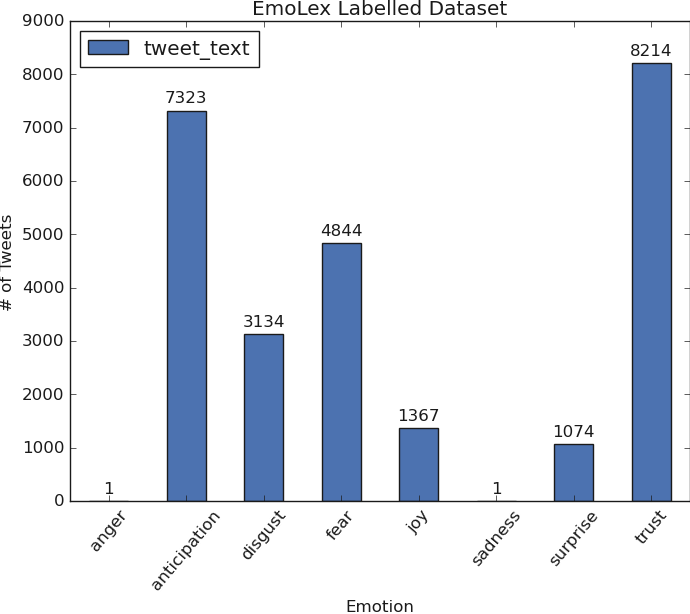 EmoLex Labelled Dataset
tweet_text
# of Tweets
9000
8000
7000
6000
5000
4000
3000
2000
1000
0
1
7323
3134
4844
1367
1
1074
8214
anger
anticipation
disgust
fear
joy
sadness
surprise
trust
Emotion